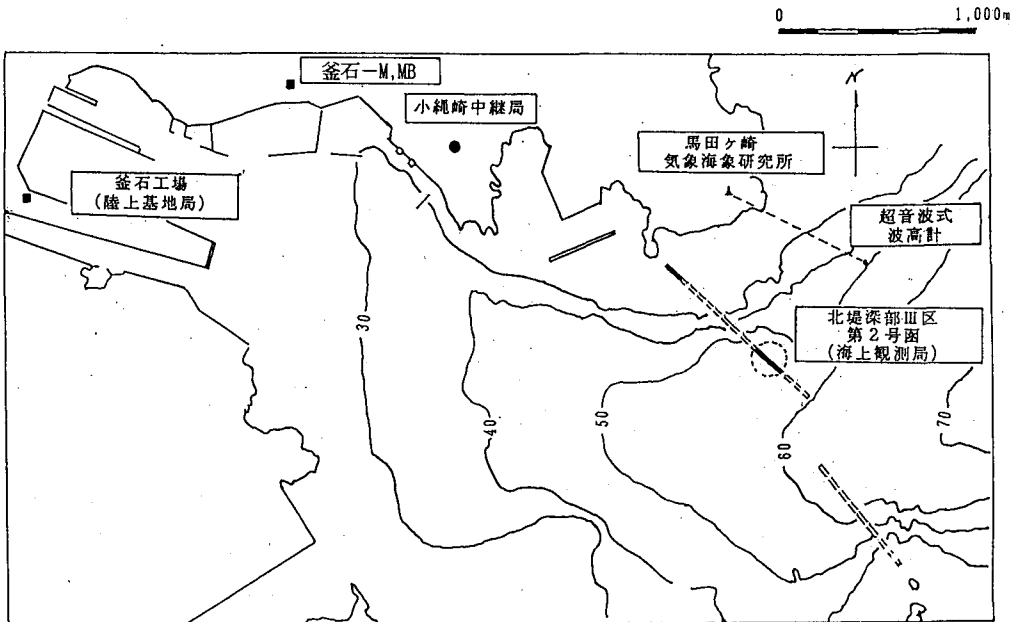 0 1,000m
釜石－M,MB
小縄崎中継局
N
馬田ヶ崎
気象海象研究所
釜石工場
(陸上基地局)
超音波式
波高計
北堤深部Ⅲ区
第２号函
(海上観測局)
30
40
50
60
70